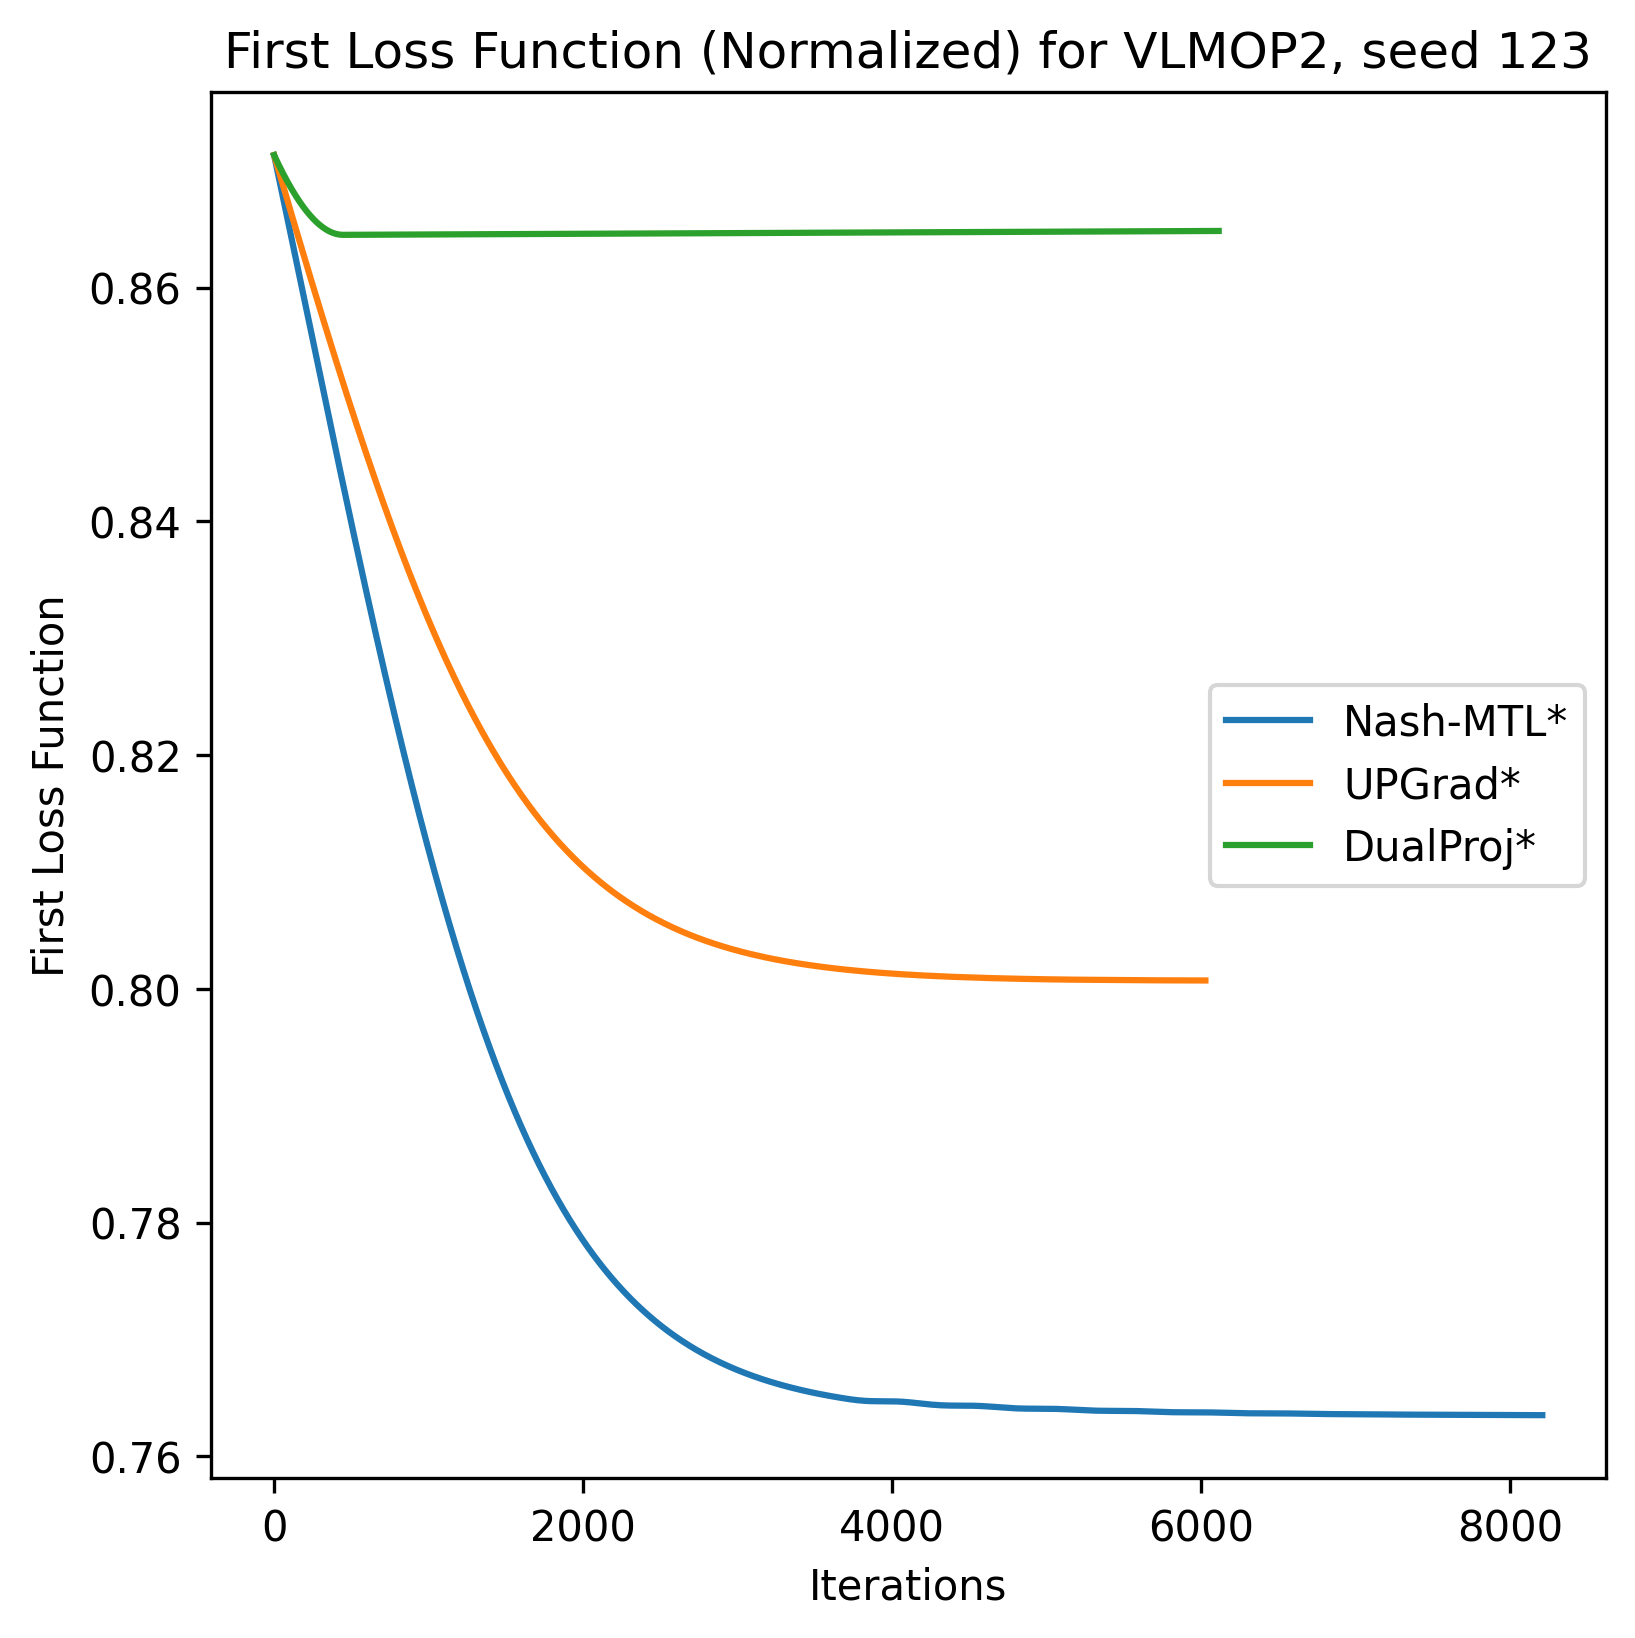 First Loss Function (Normalized) for VLMOP2, seed 123
First Loss Function
0.86
0.84
0.82
0.80
0.78
0.76
Nash-MTL*
UPGrad*
DualProj*
0 2000 4000 6000 8000
Iterations